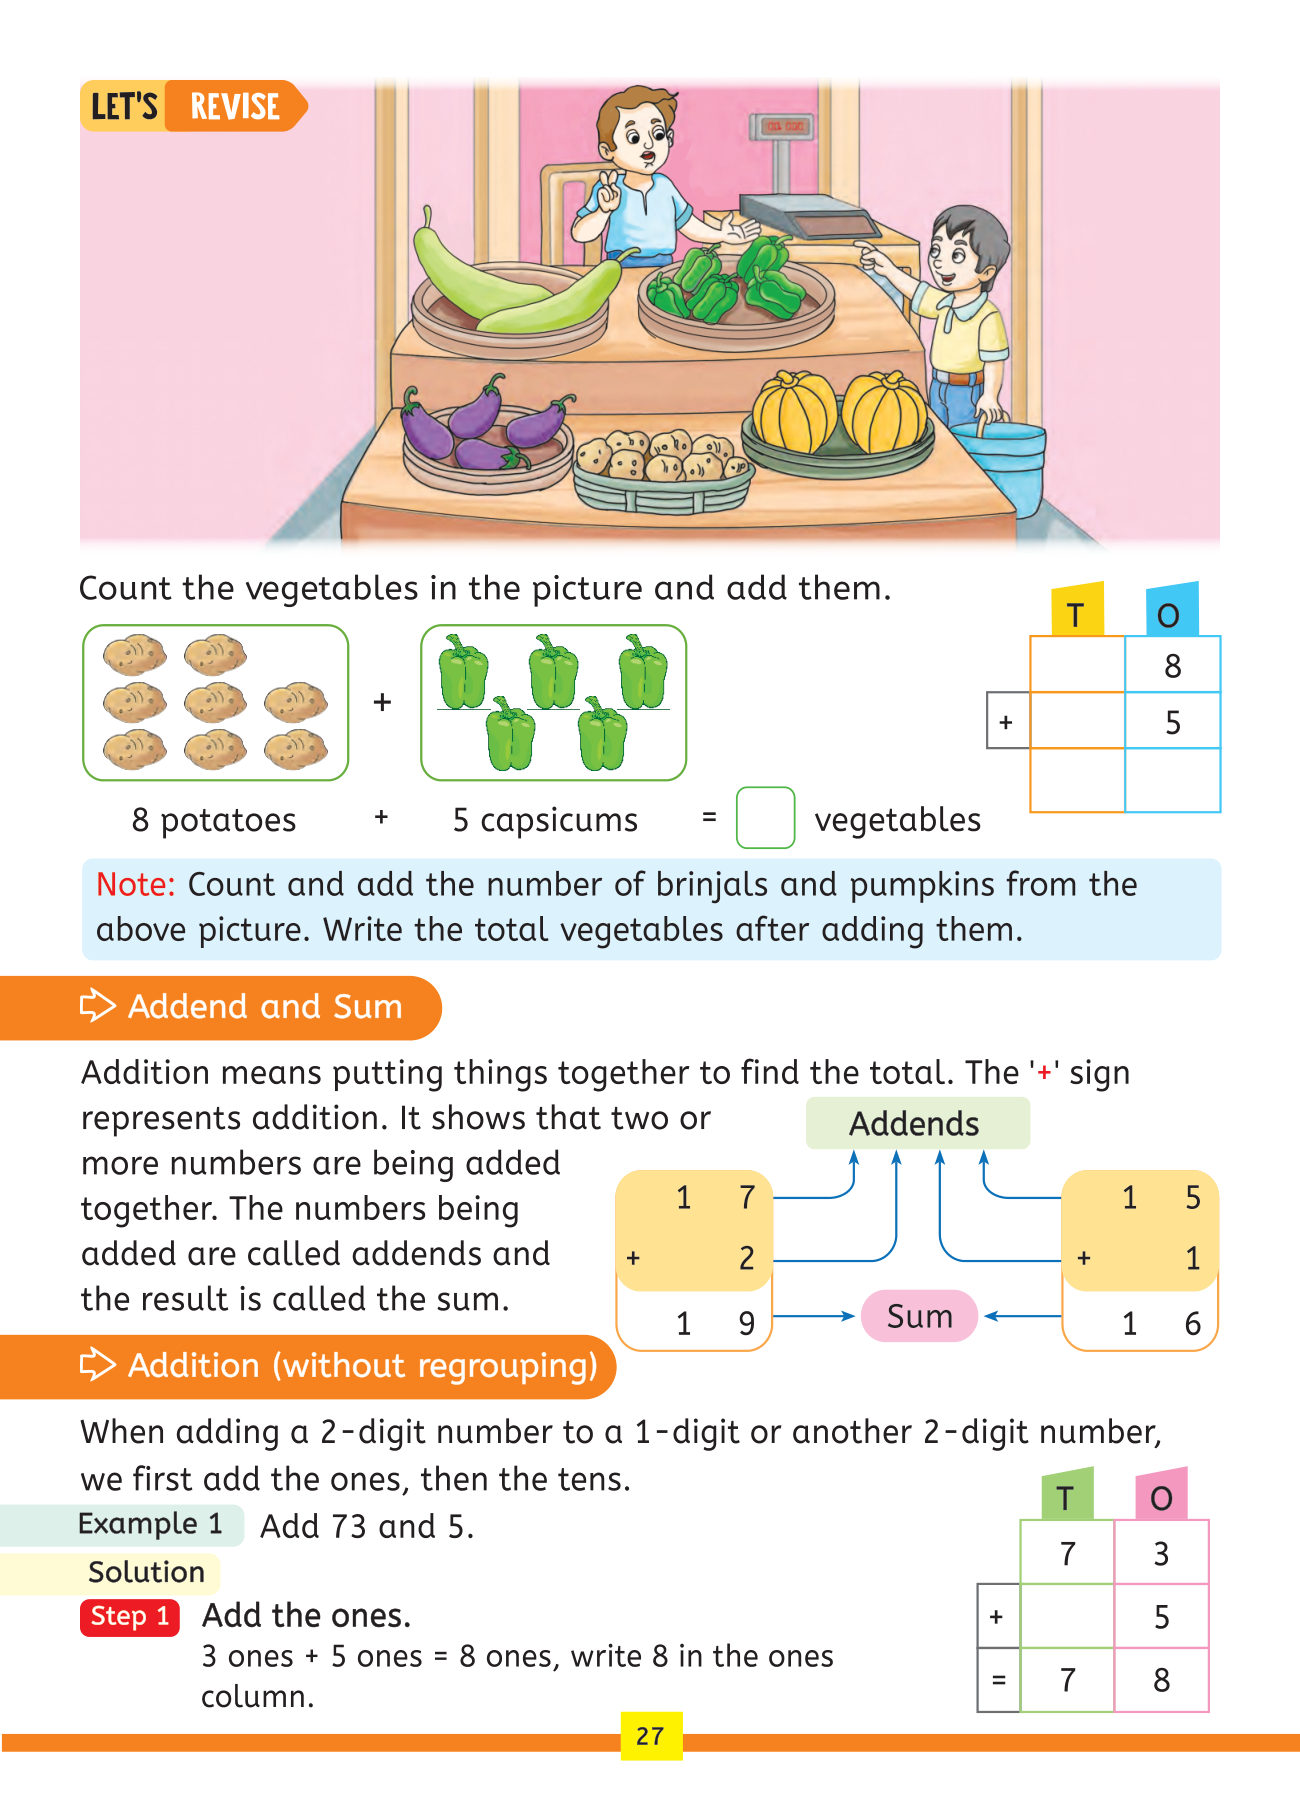 LET'S REVISE
Count the vegetables in the picture and add them.
T O
8
+ 5
+
8 potatoes + 5 capsicums = vegetables
Note: Count and add the number of brinjals and pumpkins from the
above picture. Write the total vegetables after adding them.
Addend and Sum
Addition means putting things together to find the total. The '+' sign
represents addition. It shows that two or
more numbers are being added
together. The numbers being
added are called addends and
the result is called the sum.
Addends
1 7
+ 2
1 9
Sum
1 5
+ 1
1 6
Addition (without regrouping)
When adding a 2-digit number to a 1-digit or another 2-digit number,
we first add the ones, then the tens.
Example 1 Add 73 and 5.
Solution
Step 1 Add the ones.
3 ones + 5 ones = 8 ones, write 8 in the ones
column.
T O
7 3
+ 5
= 7 8
27